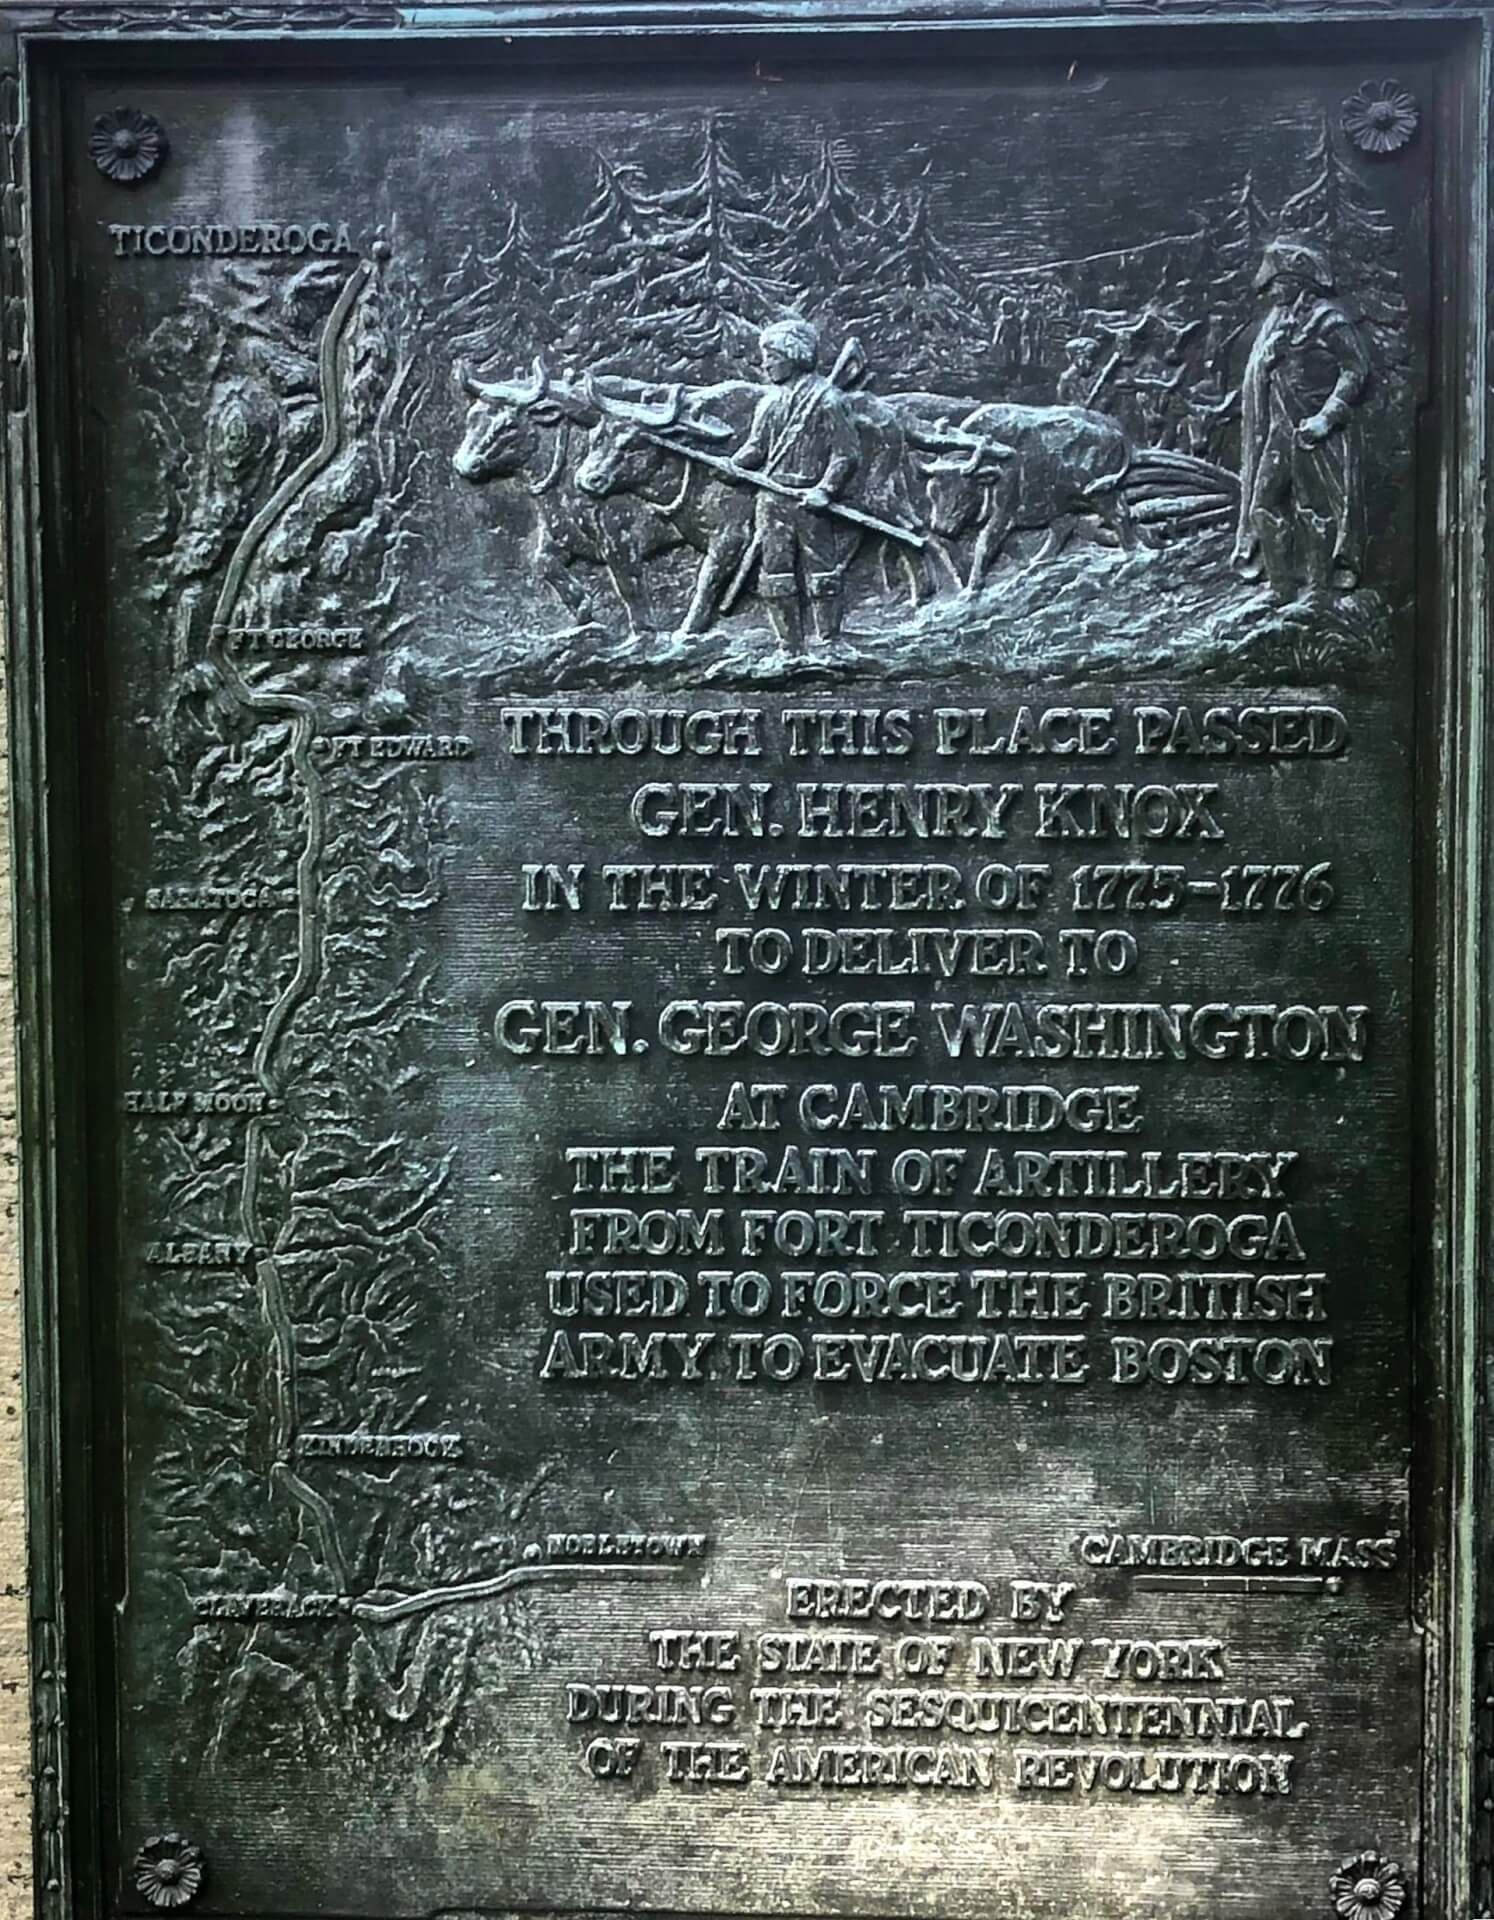 TICONDEROGA
FT GEORGE
FT EDWARD
SARATOGA
HALF MOON
ALBANY
KINDERHOOK
CLAVERACK
NOBLETOWN
CAMBRIDGE MASS
THROUGH THIS PLACE PASSED
GEN. HENRY KNOX
IN THE WINTER OF 1775-1776
TO DELIVER TO
GEN. GEORGE WASHINGTON
AT CAMBRIDGE
THE TRAIN OF ARTILLERY
FROM FORT TICONDEROGA
USED TO FORCE THE BRITISH
ARMY TO EVACUATE BOSTON
ERECTED BY
THE STATE OF NEW YORK
DURING THE SESQUICENTENNIAL
OF THE AMERICAN REVOLUTION